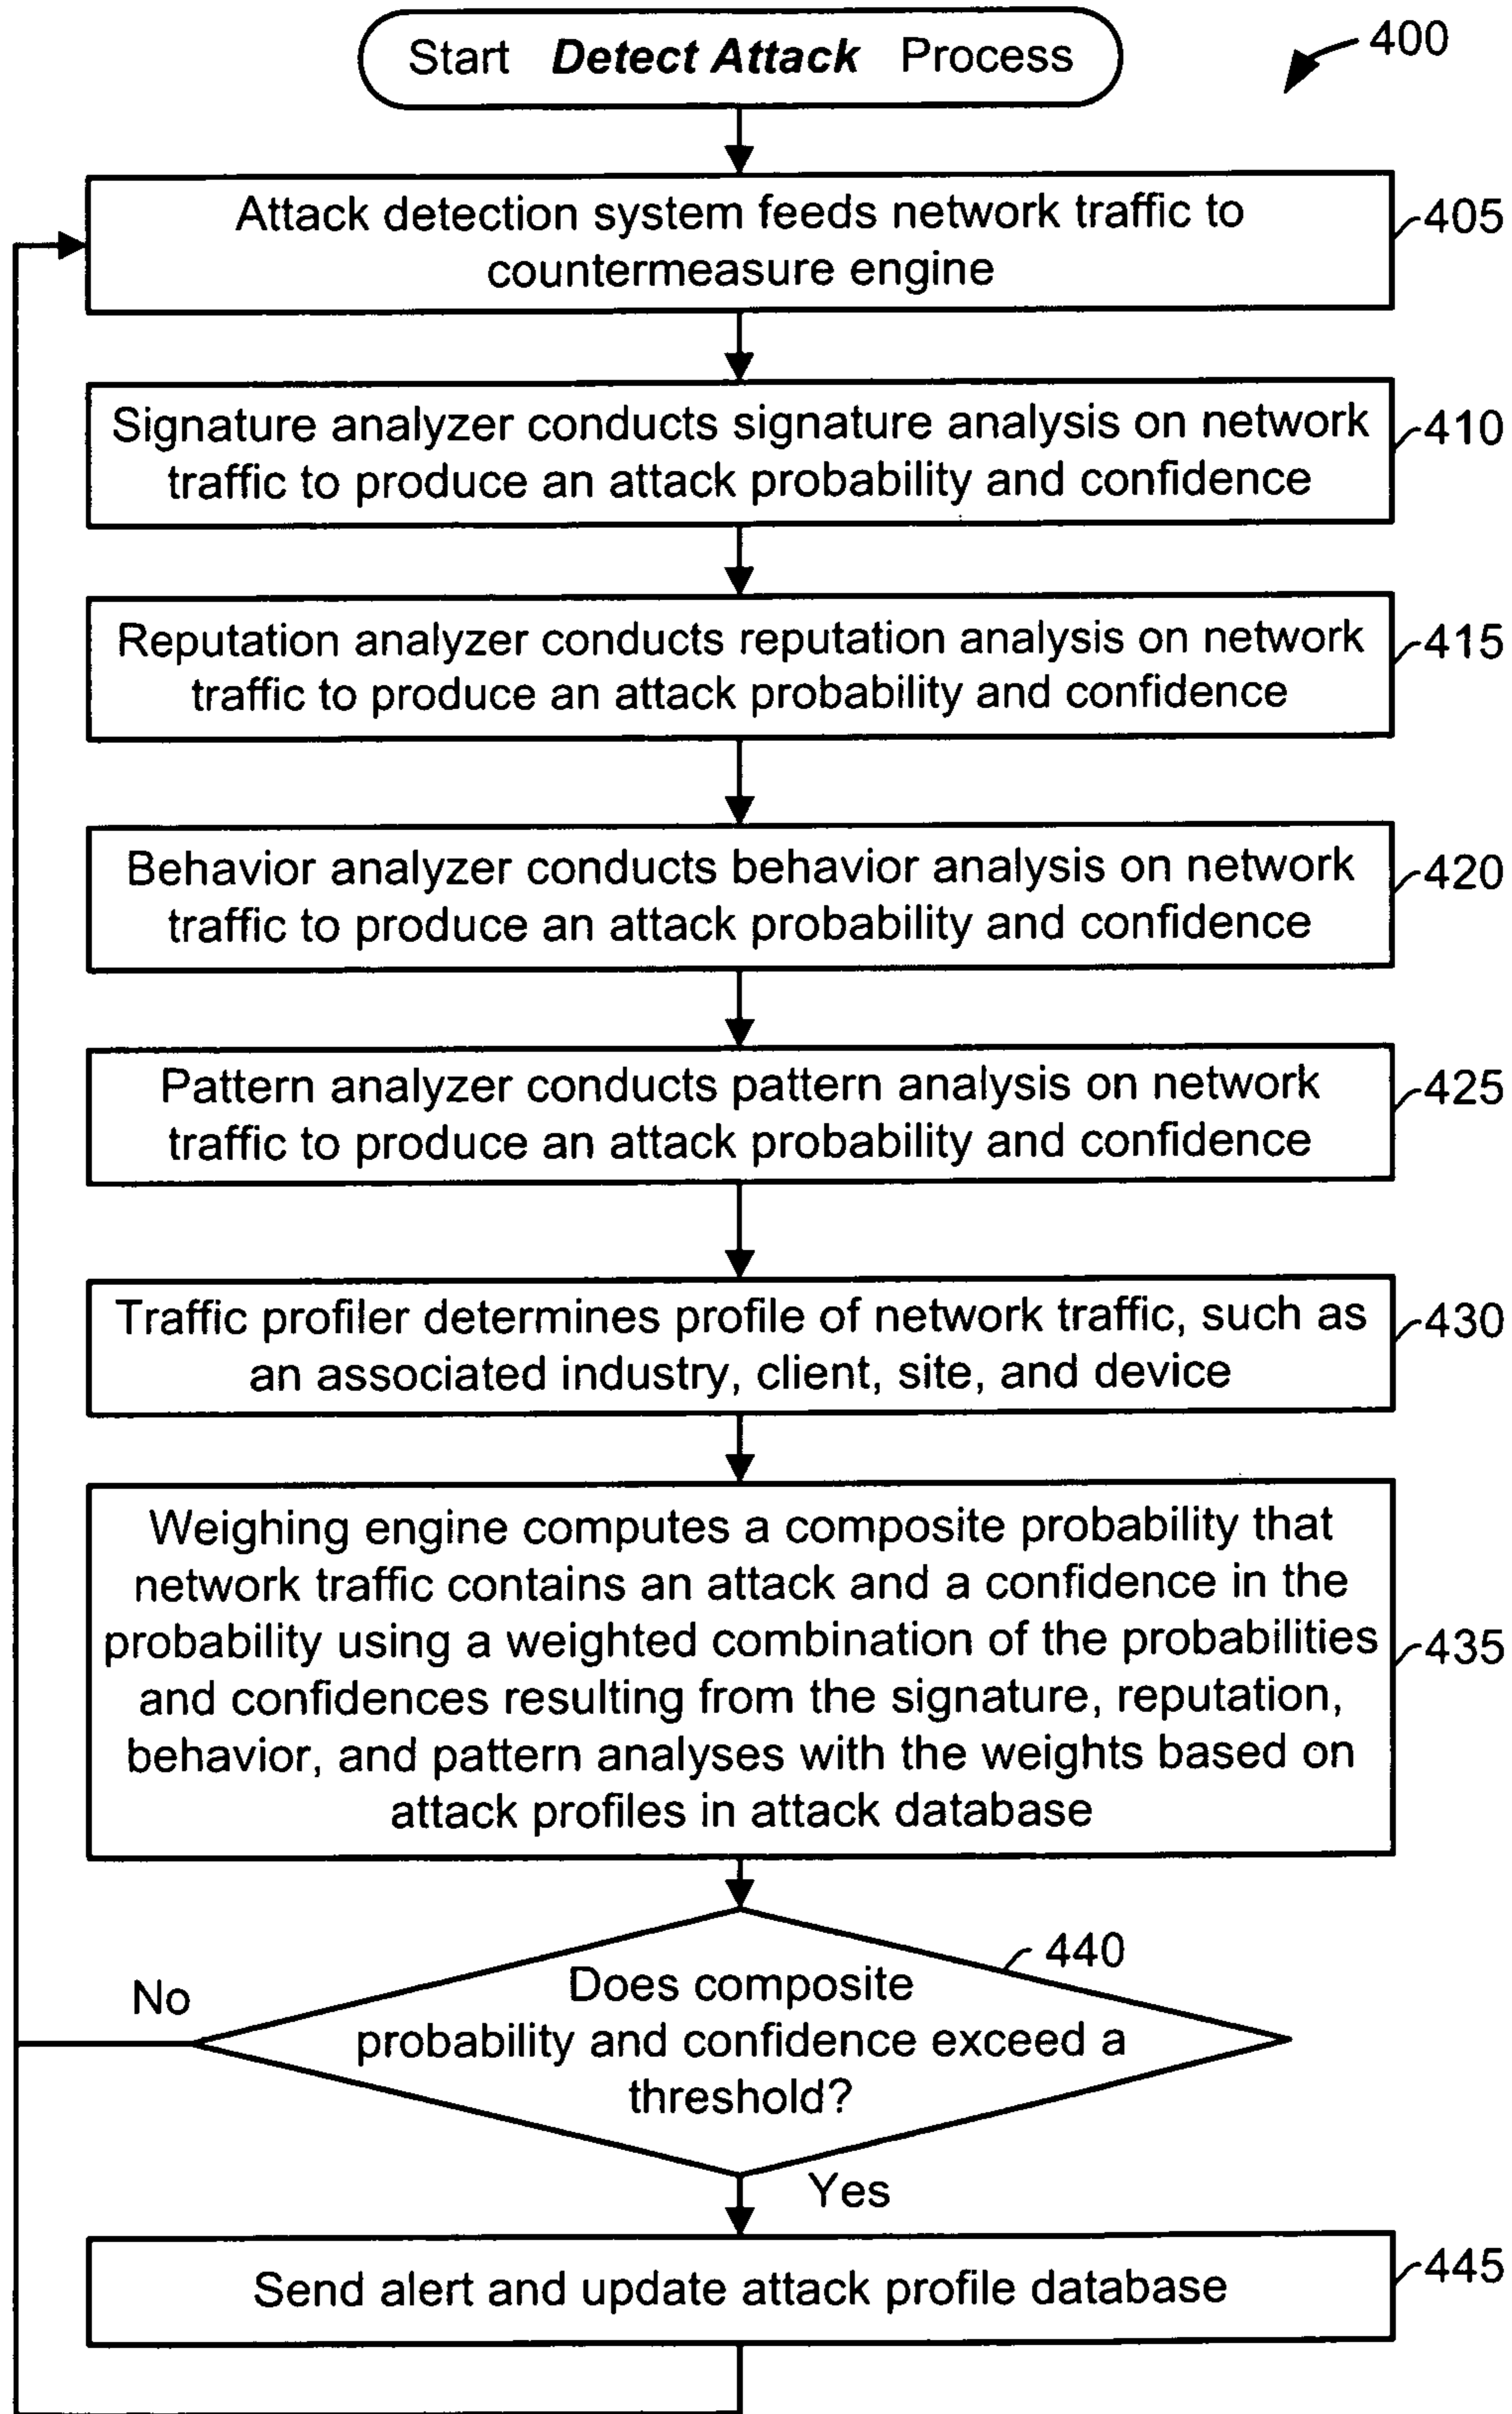 Start Detect Attack Process
400
Attack detection system feeds network traffic to
countermeasure engine
405
Signature analyzer conducts signature analysis on network
traffic to produce an attack probability and confidence
410
Reputation analyzer conducts reputation analysis on network
traffic to produce an attack probability and confidence
415
Behavior analyzer conducts behavior analysis on network
traffic to produce an attack probability and confidence
420
Pattern analyzer conducts pattern analysis on network
traffic to produce an attack probability and confidence
425
Traffic profiler determines profile of network traffic, such as
an associated industry, client, site, and device
430
Weighing engine computes a composite probability that
network traffic contains an attack and a confidence in the
probability using a weighted combination of the probabilities
and confidences resulting from the signature, reputation,
behavior, and pattern analyses with the weights based on
attack profiles in attack database
435
440
No
Does composite
probability and confidence exceed a
threshold?
Yes
Send alert and update attack profile database
445